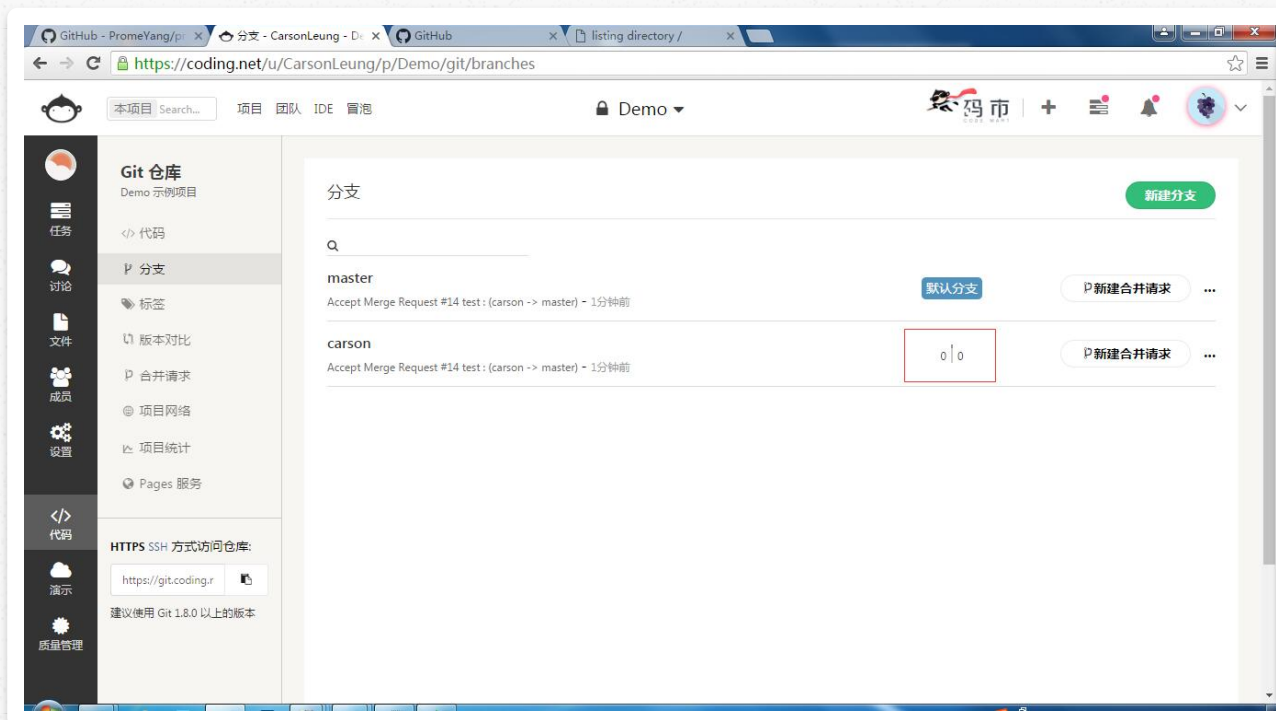 GitHub - PromeYang/pr
分支 - CarsonLeung - De
GitHub
listing directory /
https://coding.net/u/CarsonLeung/p/Demo/git/branches
本项目 Search... 项目 团队 IDE 冒泡
Demo
码市
CODE MART
Git 仓库
Demo 示例项目
代码
分支
标签
版本对比
合并请求
项目网络
项目统计
Pages 服务
HTTPS SSH 方式访问仓库:
https://git.coding.r
建议使用 Git 1.8.0 以上的版本
任务
讨论
文件
成员
设置
</>
代码
演示
质量管理
分支
新建分支
master
Accept Merge Request #14 test : (carson -> master) - 1分钟前
默认分支
新建合并请求
...
carson
Accept Merge Request #14 test : (carson -> master) - 1分钟前
0 0
新建合并请求
...